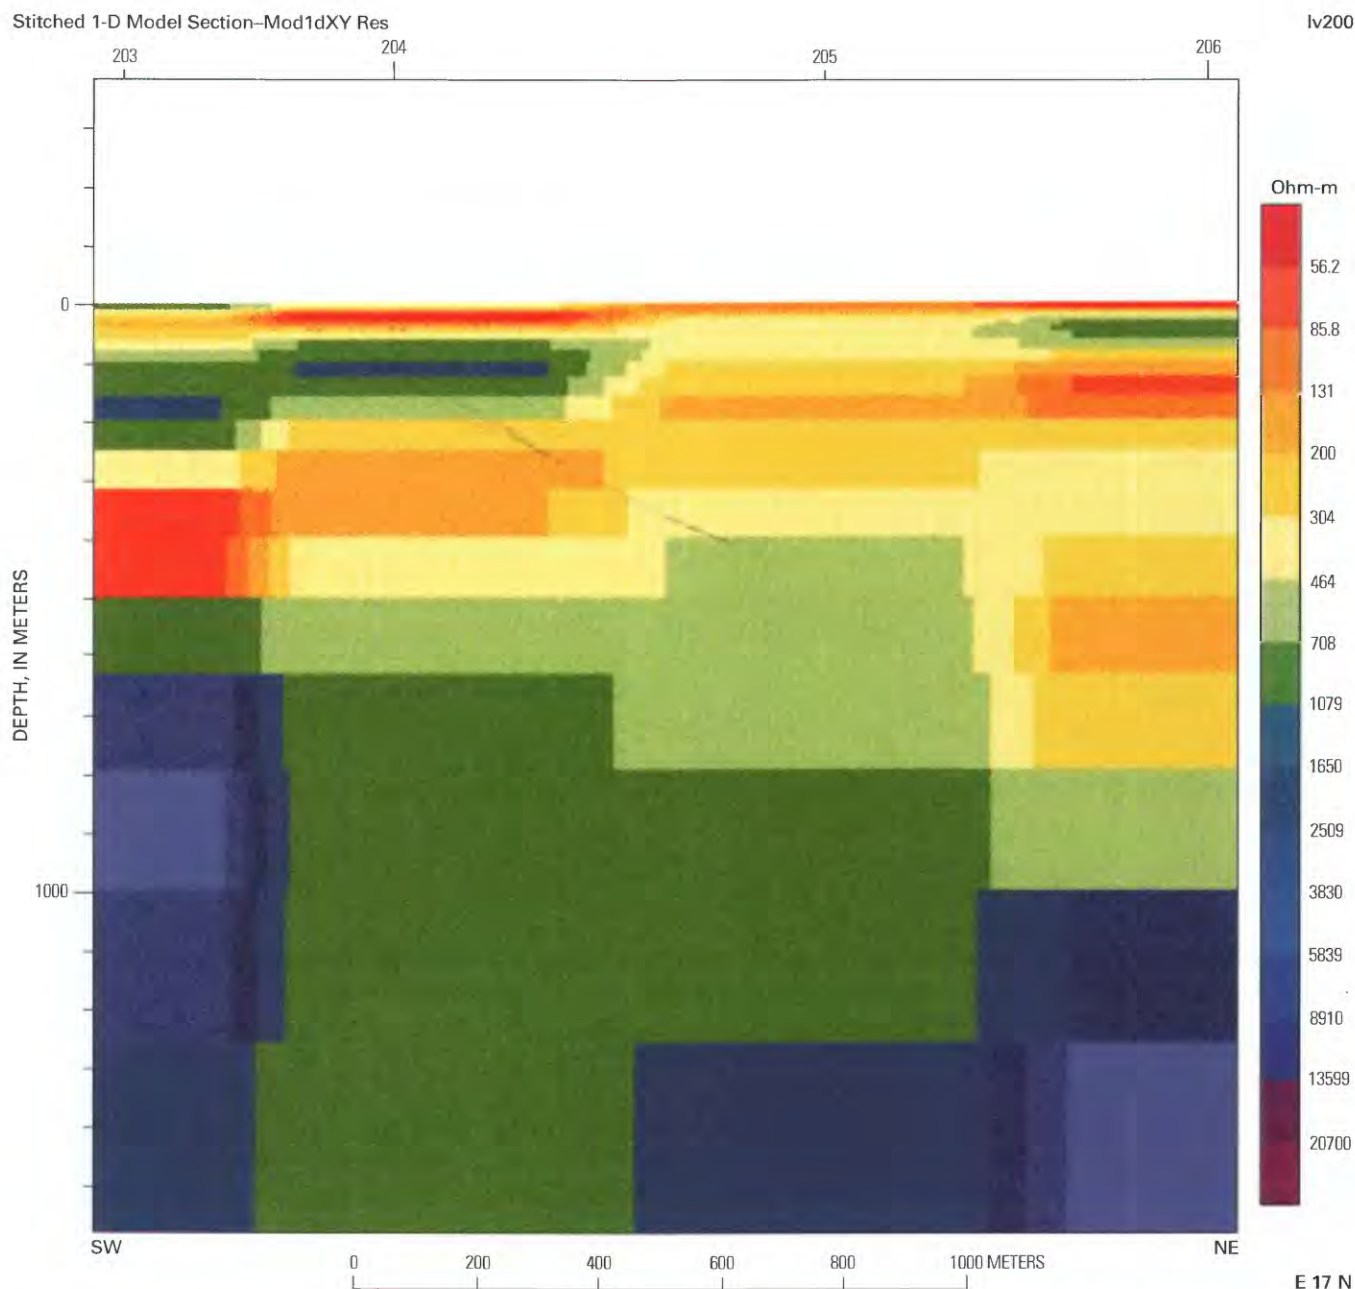 Stitched 1-D Model Section–Mod1dXY Res
lv200
203
204
205
206
Ohm-m
56.2
85.8
131
200
304
464
708
1079
1650
2509
3830
5839
8910
13599
20700
0
1000
DEPTH, IN METERS
SW
NE
0 200 400 600 800 1000 METERS
E 17 N